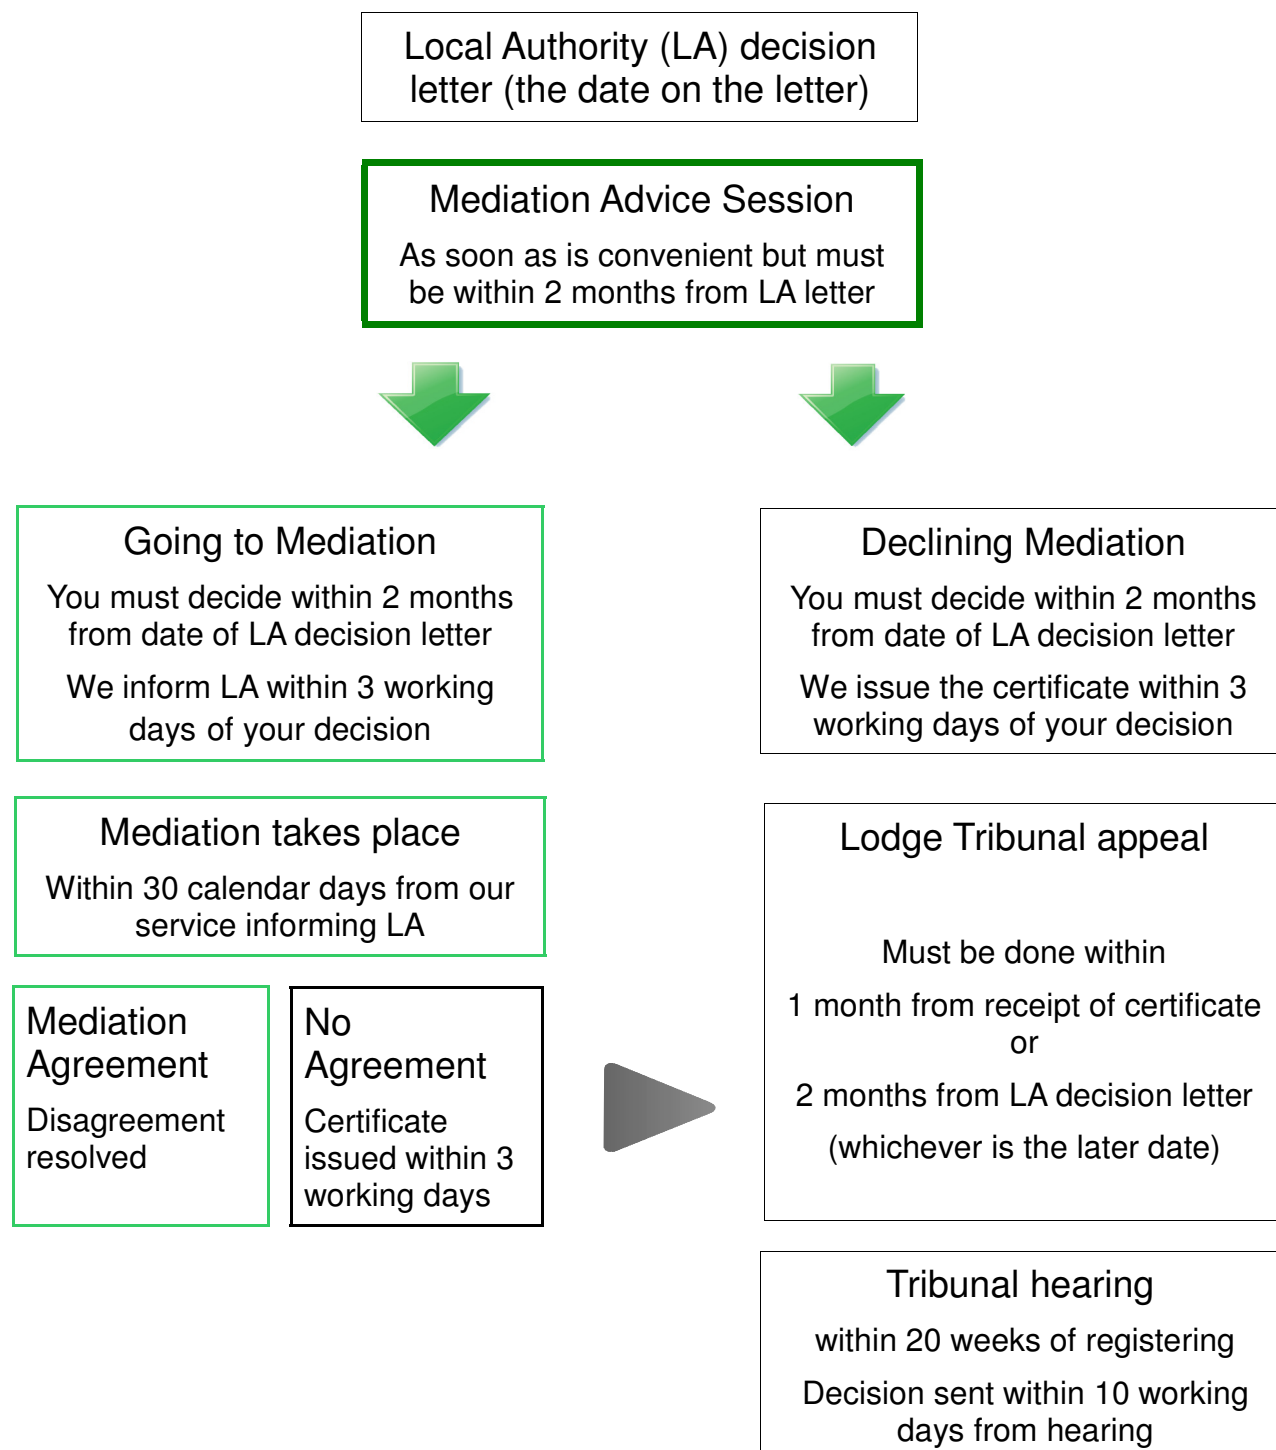 Local Authority (LA) decision
letter (the date on the letter)
Mediation Advice Session
As soon as is convenient but must
be within 2 months from LA letter
Going to Mediation
You must decide within 2 months
from date of LA decision letter
We inform LA within 3 working
days of your decision
Declining Mediation
You must decide within 2 months
from date of LA decision letter
We issue the certificate within 3
working days of your decision
Mediation takes place
Within 30 calendar days from our
service informing LA
Mediation
Agreement
Disagreement
resolved
No
Agreement
Certificate
issued within 3
working days
Lodge Tribunal appeal
Must be done within
1 month from receipt of certificate
or
2 months from LA decision letter
(whichever is the later date)
Tribunal hearing
within 20 weeks of registering
Decision sent within 10 working
days from hearing